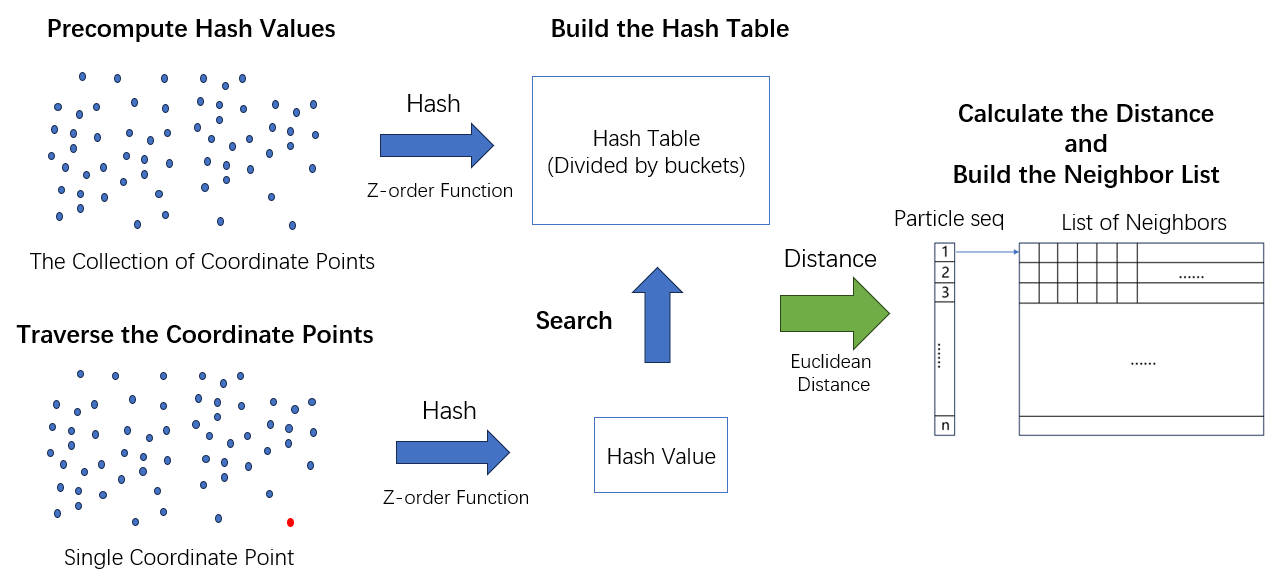 Precompute Hash Values
The Collection of Coordinate Points
Hash
Z-order Function
Build the Hash Table
Hash Table
(Divided by buckets)
Traverse the Coordinate Points
Single Coordinate Point
Hash
Z-order Function
Hash Value
Search
Distance
Euclidean
Distance
Calculate the Distance
and
Build the Neighbor List
Particle seq
List of Neighbors
1
2
......
3
......
......
n